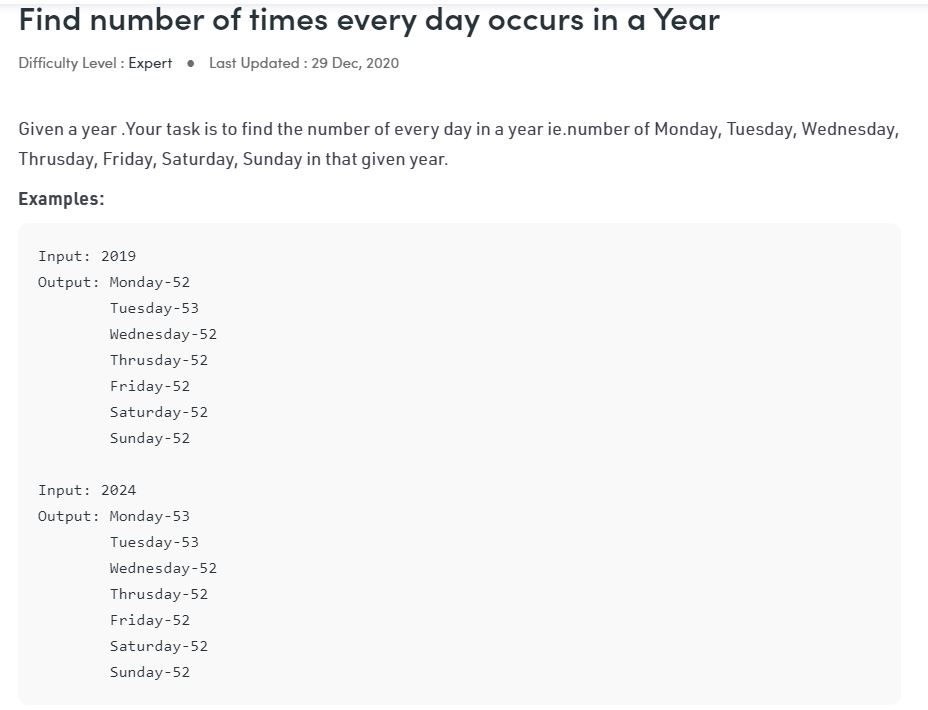 Find number of times every day occurs in a Year
Difficulty Level : Expert ● Last Updated : 29 Dec, 2020
Given a year .Your task is to find the number of every day in a year ie.number of Monday, Tuesday, Wednesday,
Thrusday, Friday, Saturday, Sunday in that given year.
Examples:
Input: 2019
Output: Monday-52
Tuesday-53
Wednesday-52
Thrusday-52
Friday-52
Saturday-52
Sunday-52
Input: 2024
Output: Monday-53
Tuesday-53
Wednesday-52
Thrusday-52
Friday-52
Saturday-52
Sunday-52